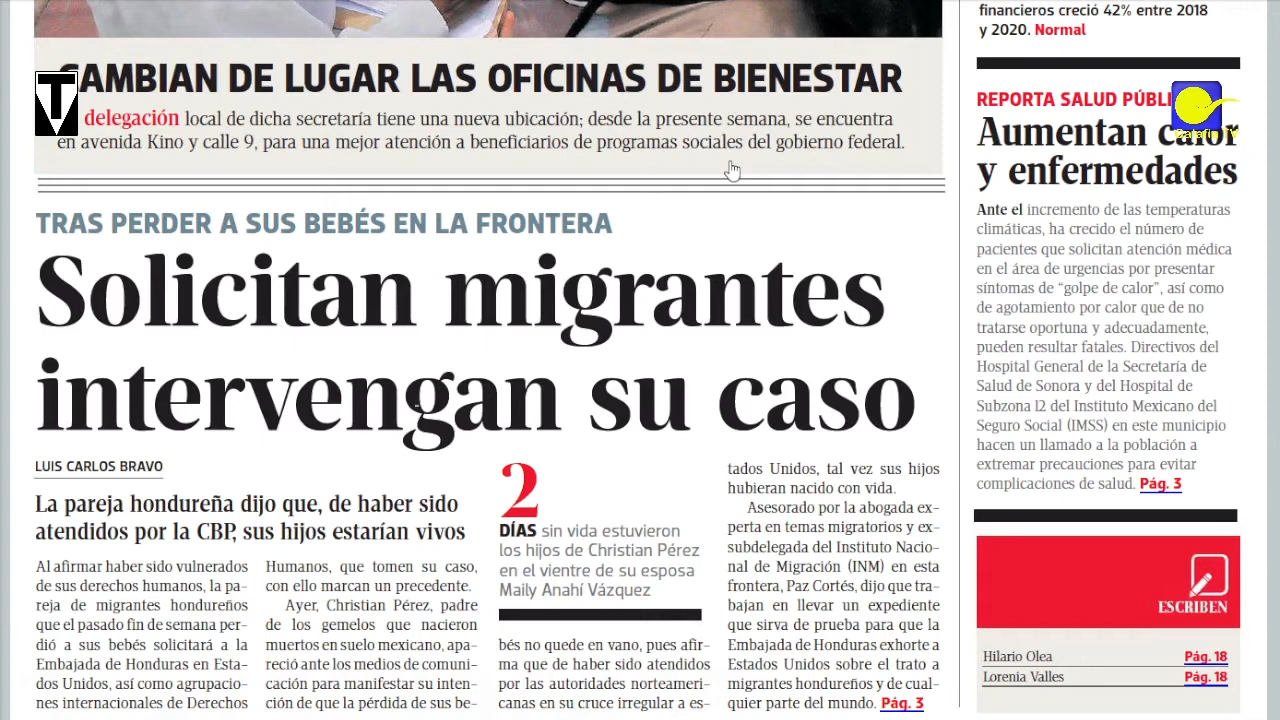 CAMBIAN DE LUGAR LAS OFICINAS DE BIENESTAR
delegación local de dicha secretaría tiene una nueva ubicación; desde la presente semana, se encuentra
en avenida Kino y calle 9, para una mejor atención a beneficiarios de programas sociales del gobierno federal.
TRAS PERDER A SUS BEBÉS EN LA FRONTERA
Solicitan migrantes
intervengan su caso
LUIS CARLOS BRAVO
La pareja hondureña dijo que, de haber sido
atendidos por la CBP, sus hijos estarían vivos
Al afirmar haber sido vulnerados
de sus derechos humanos, la pa-
reja de migrantes hondureños
que el pasado fin de semana per-
dió a sus bebés solicitará a la
Embajada de Honduras en Esta-
dos Unidos, así como agrupacio-
nes internacionales de Derechos
Humanos, que tomen su caso,
con ello marcan un precedente.
Ayer, Christian Pérez, padre
de los gemelos que nacieron
muertos en suelo mexicano, apa-
reció ante los medios de comuni-
cación para manifestar su inten-
ción de que la pérdida de sus be-
2
DÍAS sin vida estuvieron
los hijos de Christian Pérez
en el vientre de su esposa
Maily Anahí Vázquez
bés no quede en vano, pues afir-
ma que de haber sido atendidos
por las autoridades norteameri-
canas en su cruce irregular a es-
tados Unidos, tal vez sus hijos
hubieran nacido con vida.
Asesorado por la abogada ex-
perta en temas migratorios y ex-
subdelegada del Instituto Nacio-
nal de Migración (INM) en esta
frontera, Paz Cortés, dijo que tra-
bajan en llevar un expediente
que sirva de prueba para que la
Embajada de Honduras exhorte a
Estados Unidos sobre el trato a
migrantes hondureños y de cual-
quier parte del mundo. Pág. 3
financieros creció 42% entre 2018
y 2020. Normal
REPORTA SALUD PÚBLI
Aumentan calor
y enfermedades
Ante el incremento de las temperaturas
climáticas, ha crecido el número de
pacientes que solicitan atención médica
en el área de urgencias por presentar
síntomas de “golpe de calor”, así como
de agotamiento por calor que de no
tratarse oportuna y adecuadamente,
pueden resultar fatales. Directivos del
Hospital General de la Secretaría de
Salud de Sonora y del Hospital de
Subzona 12 del Instituto Mexicano del
Seguro Social (IMSS) en este municipio
hacen un llamado a la población a
extremar precauciones para evitar
complicaciones de salud. Pág. 3
ESCRIBEN
Hilario Olea Pág. 18
Lorenia Valles Pág. 18